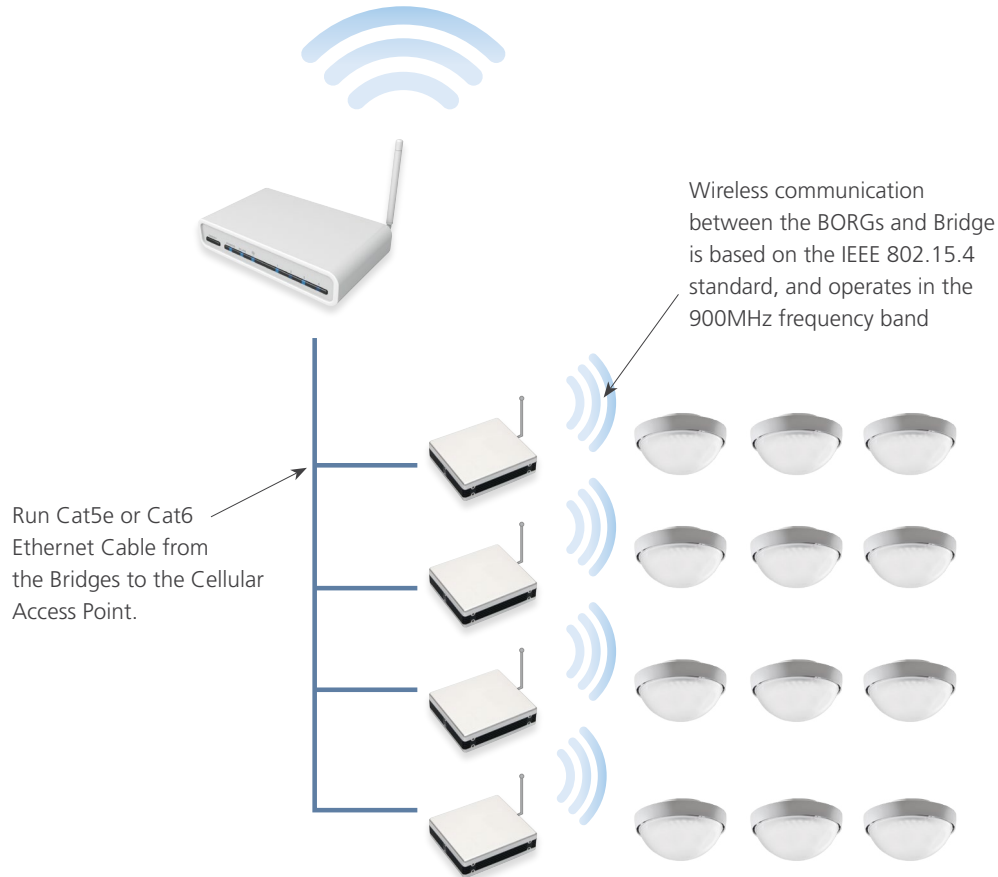 Wireless communication
between the BORGs and Bridge
is based on the IEEE 802.15.4
standard, and operates in the
900MHz frequency band
Run Cat5e or Cat6
Ethernet Cable from
the Bridges to the Cellular
Access Point.